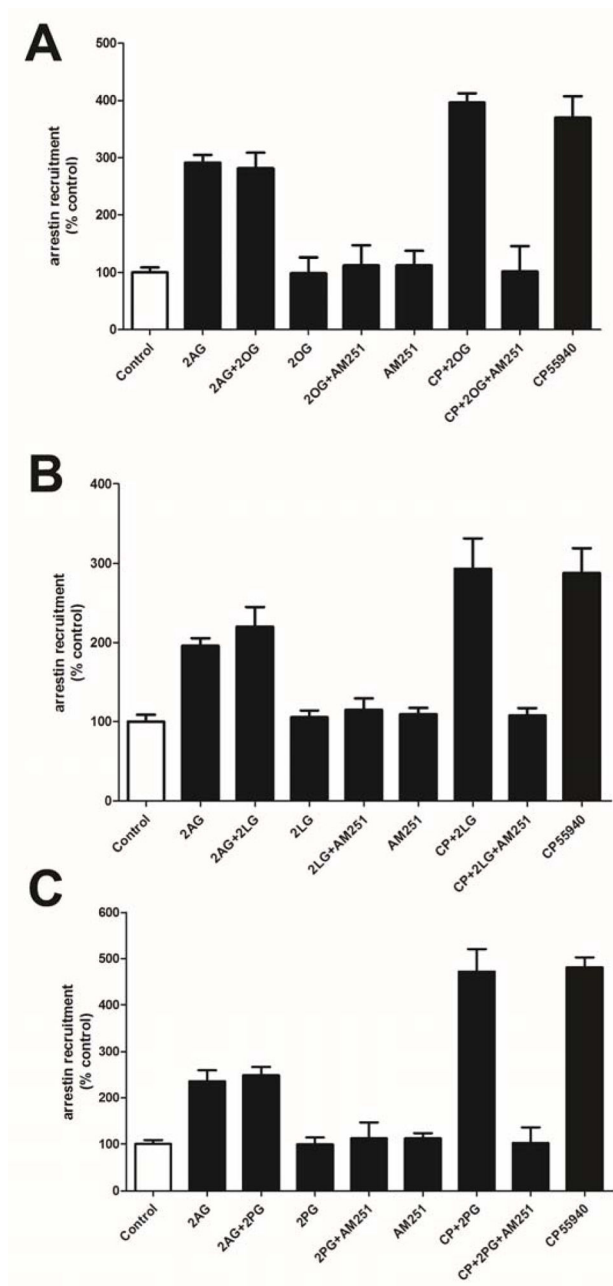 A
arrestin recruitment
(% control)
500
400
300
200
100
0
Control
2AG
2AG+2OG
2OG
2OG+AM251
AM251
CP+2OG
CP+2OG+AM251
CP55940
B
arrestin recruitment
(% control)
400
300
200
100
0
Control
2AG
2AG+2LG
2LG
2LG+AM251
AM251
CP+2LG
CP+2LG+AM251
CP55940
C
arrestin recruitment
(% control)
600
500
400
300
200
100
0
Control
2AG
2AG+2PG
2PG
2PG+AM251
AM251
CP+2PG
CP+2PG+AM251
CP55940